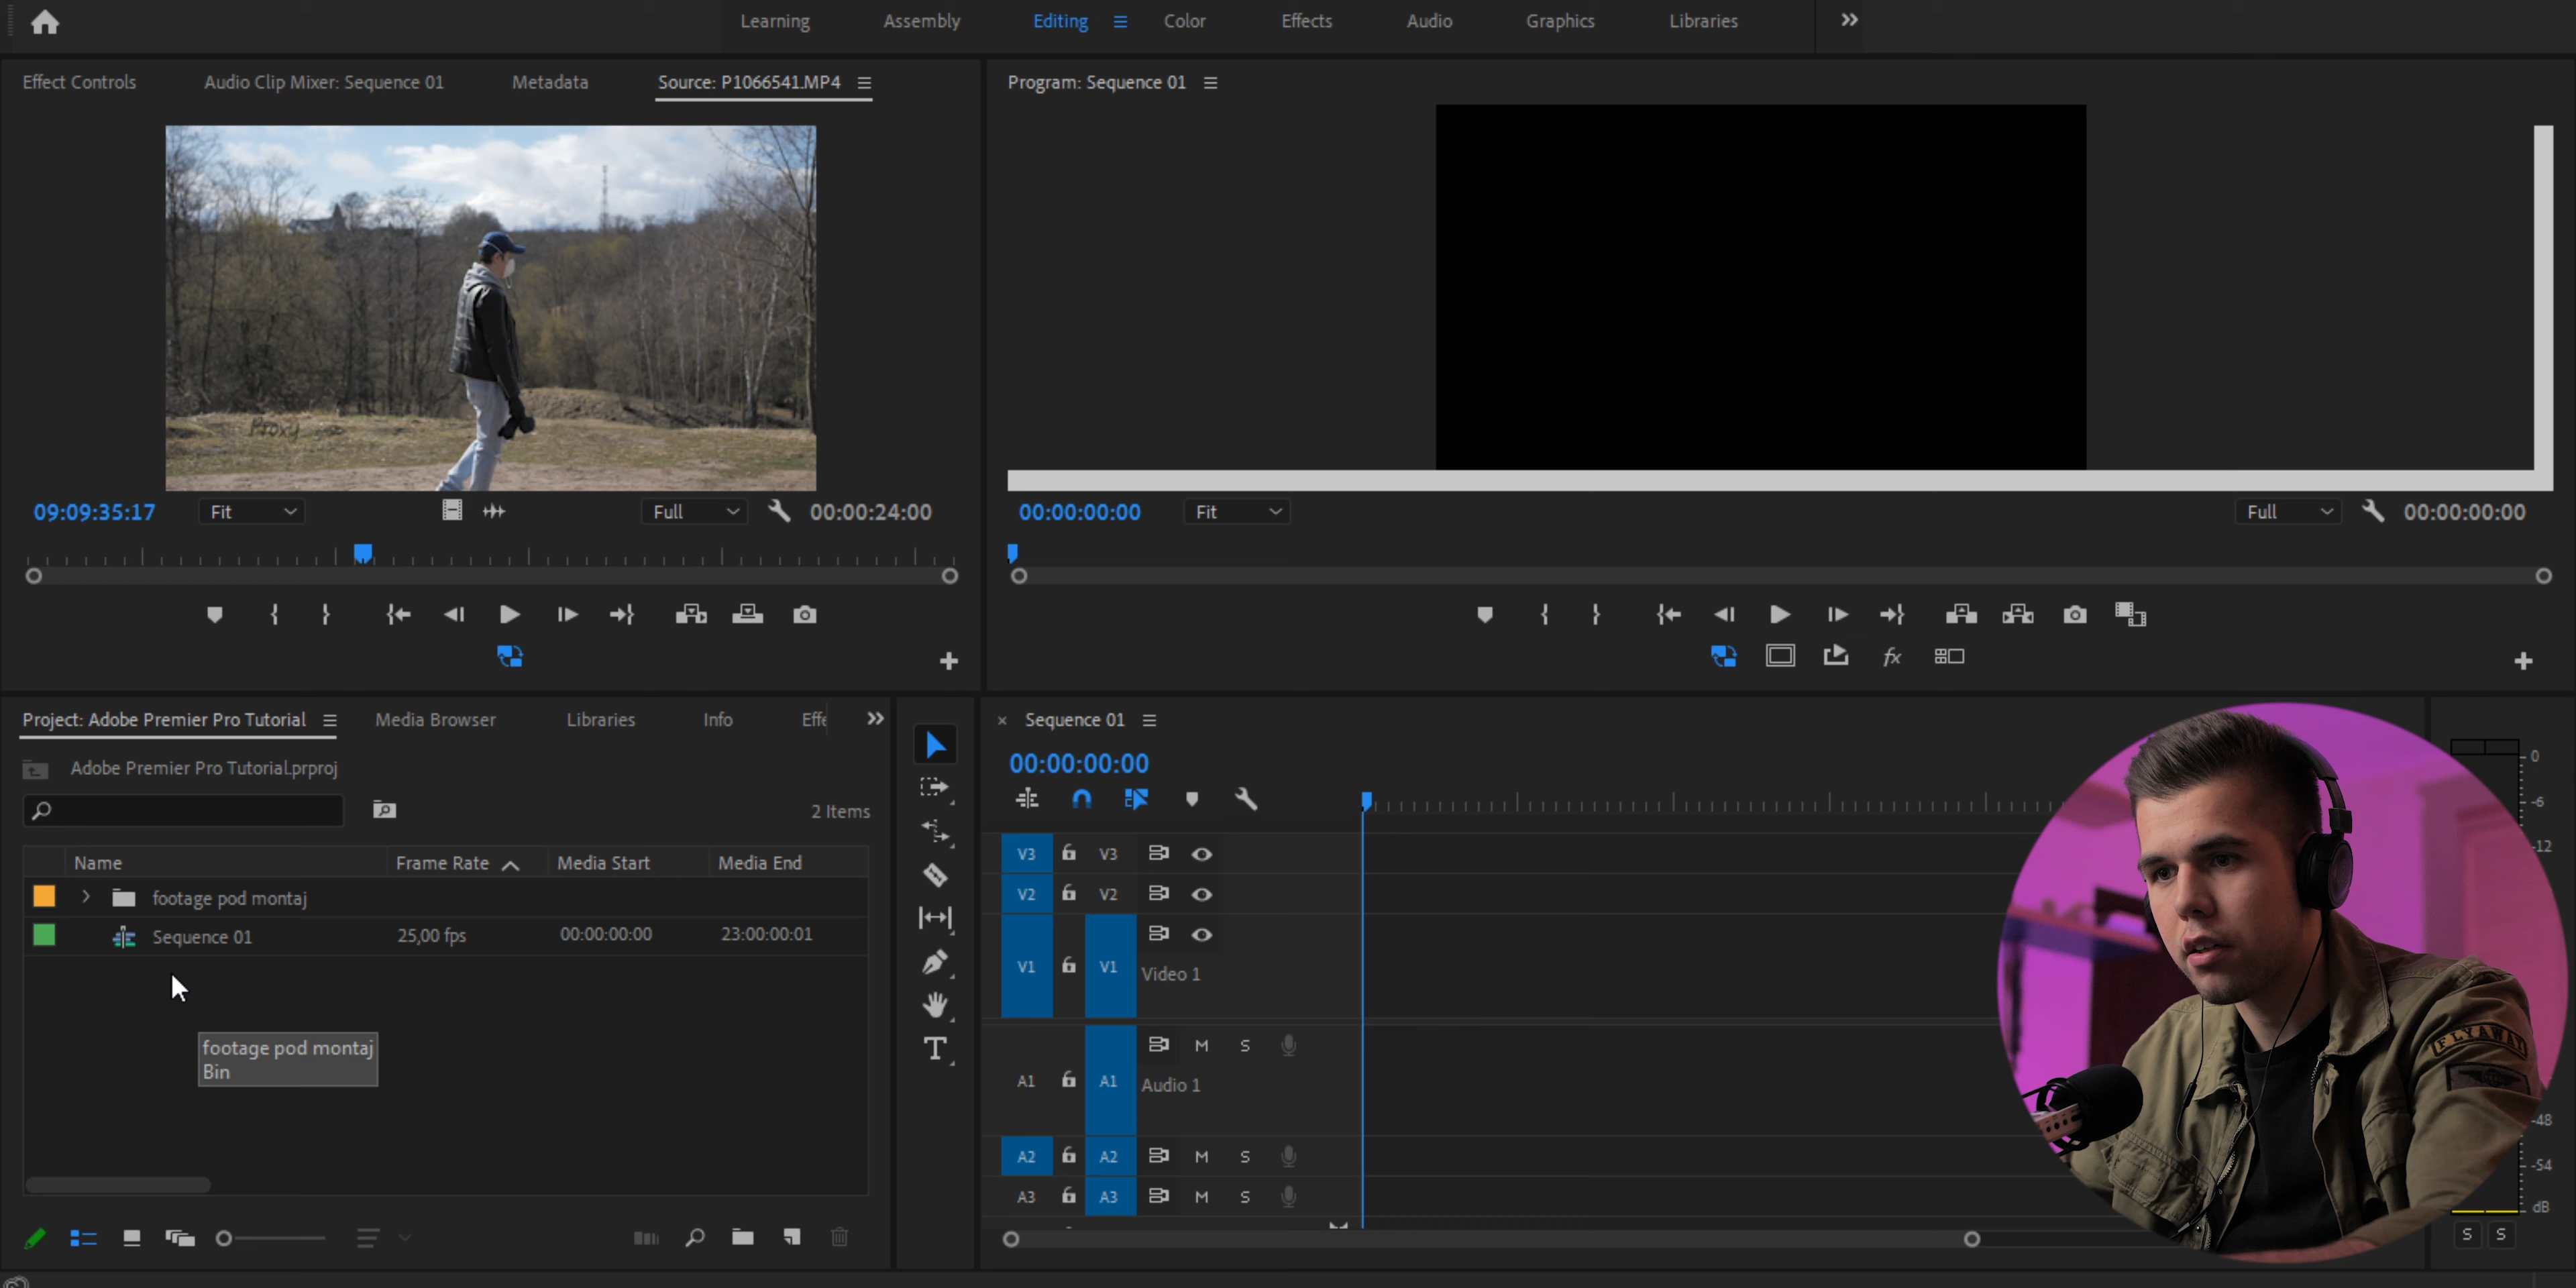 Learning Assembly Editing Color Effects Audio Graphics Libraries
Effect Controls Audio Clip Mixer: Sequence 01 Metadata Source: P1066541.MP4
Program: Sequence 01
Proxy
09:09:35:17 Fit Full 00:00:24:00
00:00:00:00 Fit Full 00:00:00:00
fx
Project: Adobe Premier Pro Tutorial Media Browser Libraries Info Effe
Adobe Premier Pro Tutorial.prproj
2 Items
Name Frame Rate Media Start Media End
footage pod montaj
Sequence 01 25,00 fps 00:00:00:00 23:00:00:01
footage pod montaj
Bin
T
Sequence 01
00:00:00:00
V3 V3
V2 V2
V1 V1 Video 1
A1 A1 M S
Audio 1
A2 A2 M S
A3 A3 M S
FLYAWAY
0
-6
-12
-48
-54
dB
S S